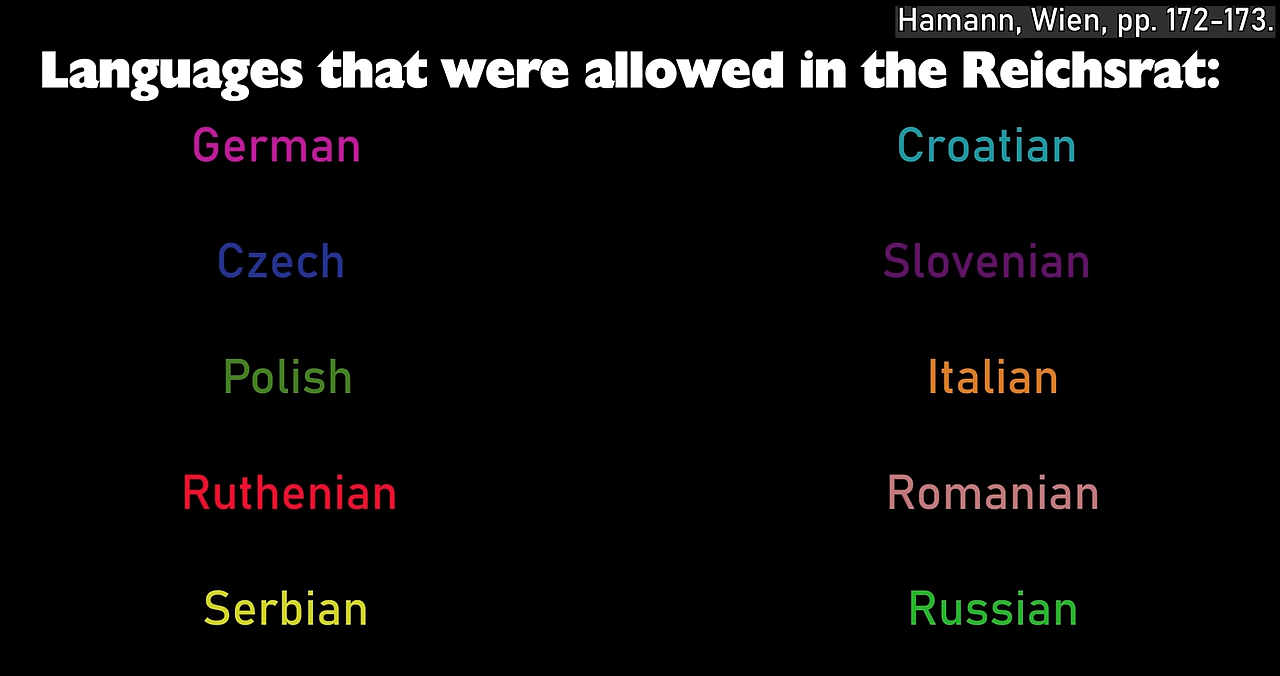 Hamann, Wien, pp. 172-173.
Languages that were allowed in the Reichsrat:
German
Croatian
Czech
Slovenian
Polish
Italian
Ruthenian
Romanian
Serbian
Russian